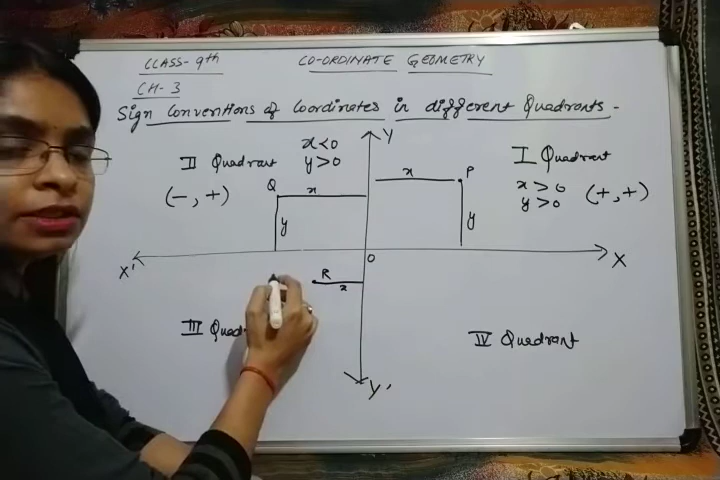 CLASS-9th
CO-ORDINATE GEOMETRY
CH-3
Sign Conventions of Coordinates in different Quadrants.
II Quadrant
x<0
y>0
(-, +)
I Quadrant
x>0
y>0
(+, +)
Y
Q
x
y
x
P
y
X'
O
X
R
x
III
IV Quadrant
Y'